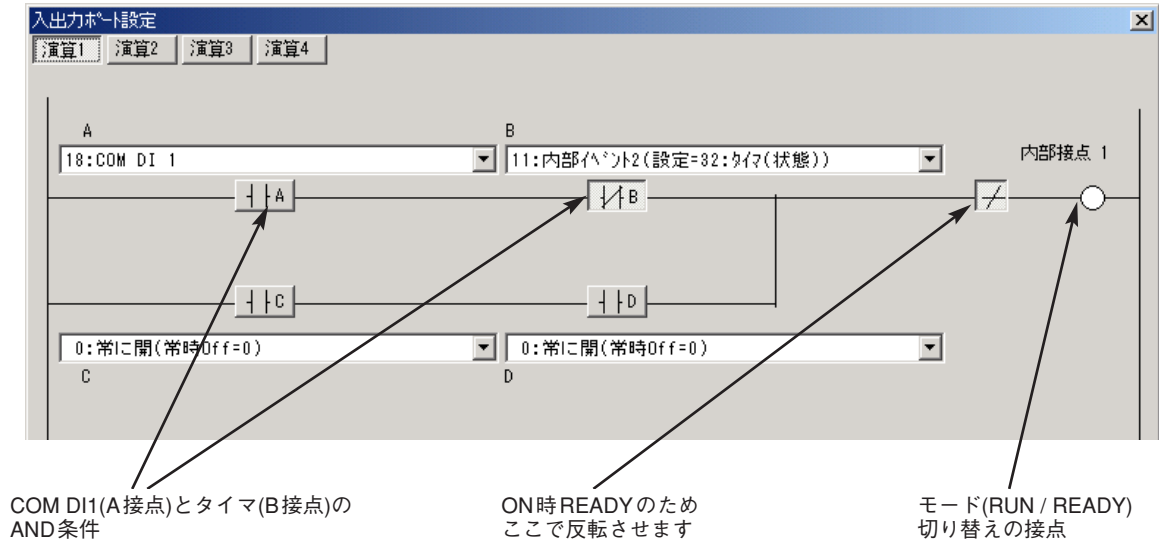 入出力ポート設定
演算1 演算2 演算3 演算4
A B
18:COM DI 1 11:内部イベント2(設定=32:タイマ(状態)) 内部接点 1
A B
C D
0:常に開(常時Off=0) 0:常に開(常時Off=0)
C D
COM DI1(A接点)とタイマ(B接点)の
AND条件
ON時READYのため
ここで反転させます
モード(RUN / READY)
切り替えの接点